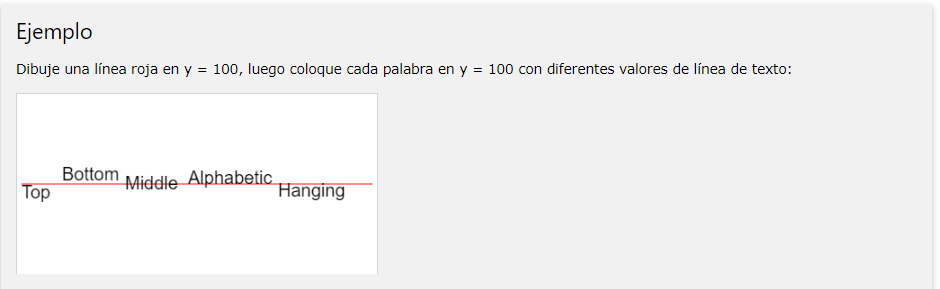 Ejemplo
Dibuje una línea roja en y = 100, luego coloque cada palabra en y = 100 con diferentes valores de línea de texto:
Top Bottom Middle Alphabetic Hanging